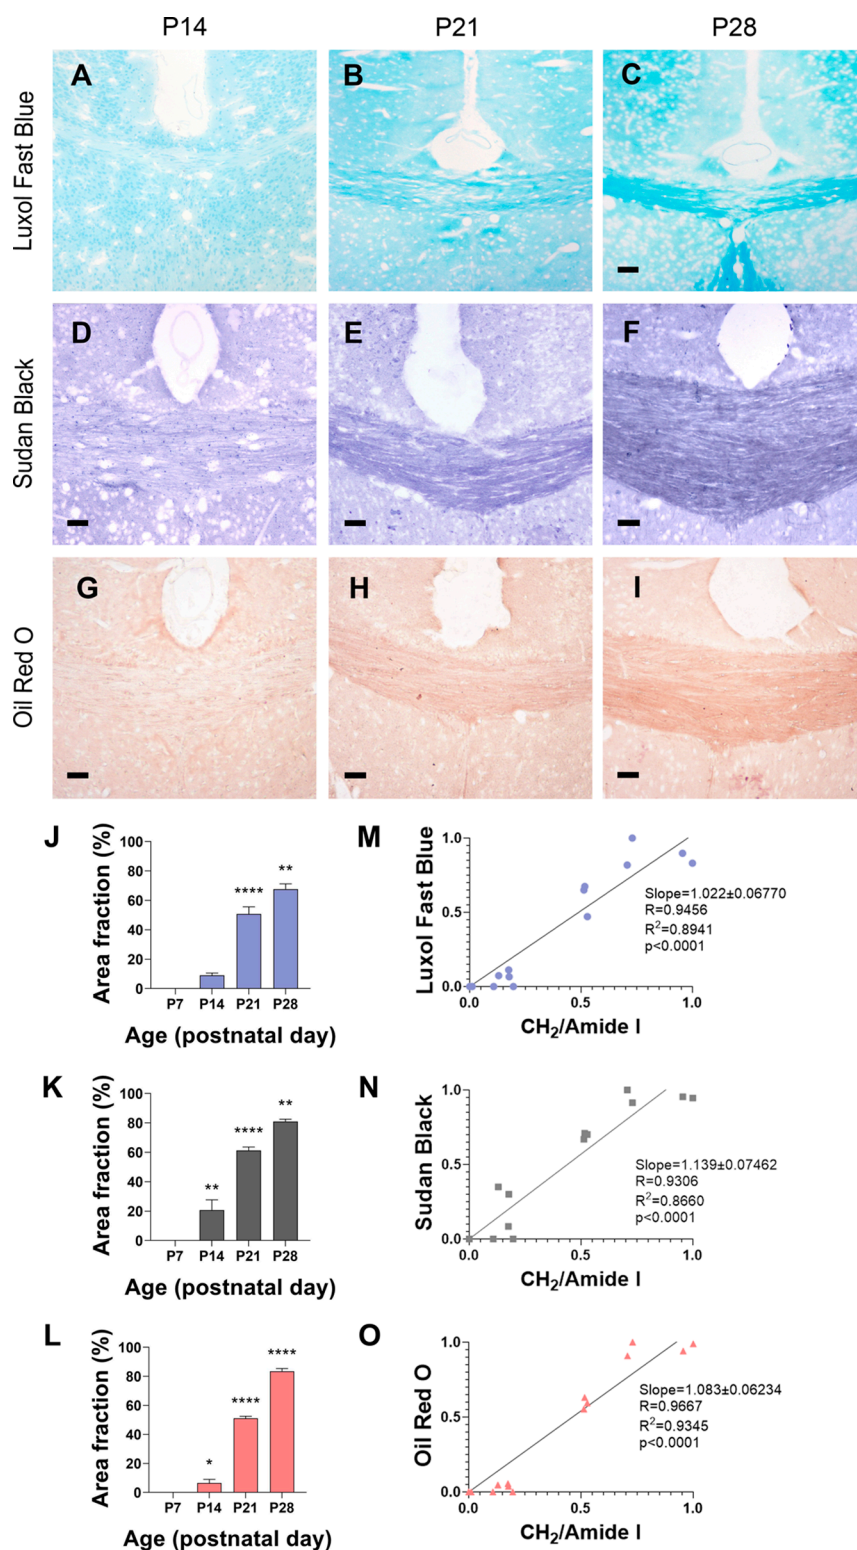 P14 P21 P28
Luxol Fast Blue
A B C
Sudan Black
D E F
Oil Red O
G H I
J
Area fraction (%)
100
80
60
40
20
0
**** **
P7 P14 P21 P28
Age (postnatal day)
M
Luxol Fast Blue
1.0
0.5
0.0
Slope=1.022±0.06770
R=0.9456
R²=0.8941
p<0.0001
0.0 0.5 1.0
CH₂/Amide I
K
Area fraction (%)
100
80
60
40
20
0
** **** **
P7 P14 P21 P28
Age (postnatal day)
N
Sudan Black
1.0
0.5
0.0
Slope=1.139±0.07462
R=0.9306
R²=0.8660
p<0.0001
0.0 0.5 1.0
CH₂/Amide I
L
Area fraction (%)
100
80
60
40
20
0
* **** ****
P7 P14 P21 P28
Age (postnatal day)
O
Oil Red O
1.0
0.5
0.0
Slope=1.083±0.06234
R=0.9667
R²=0.9345
p<0.0001
0.0 0.5 1.0
CH₂/Amide I